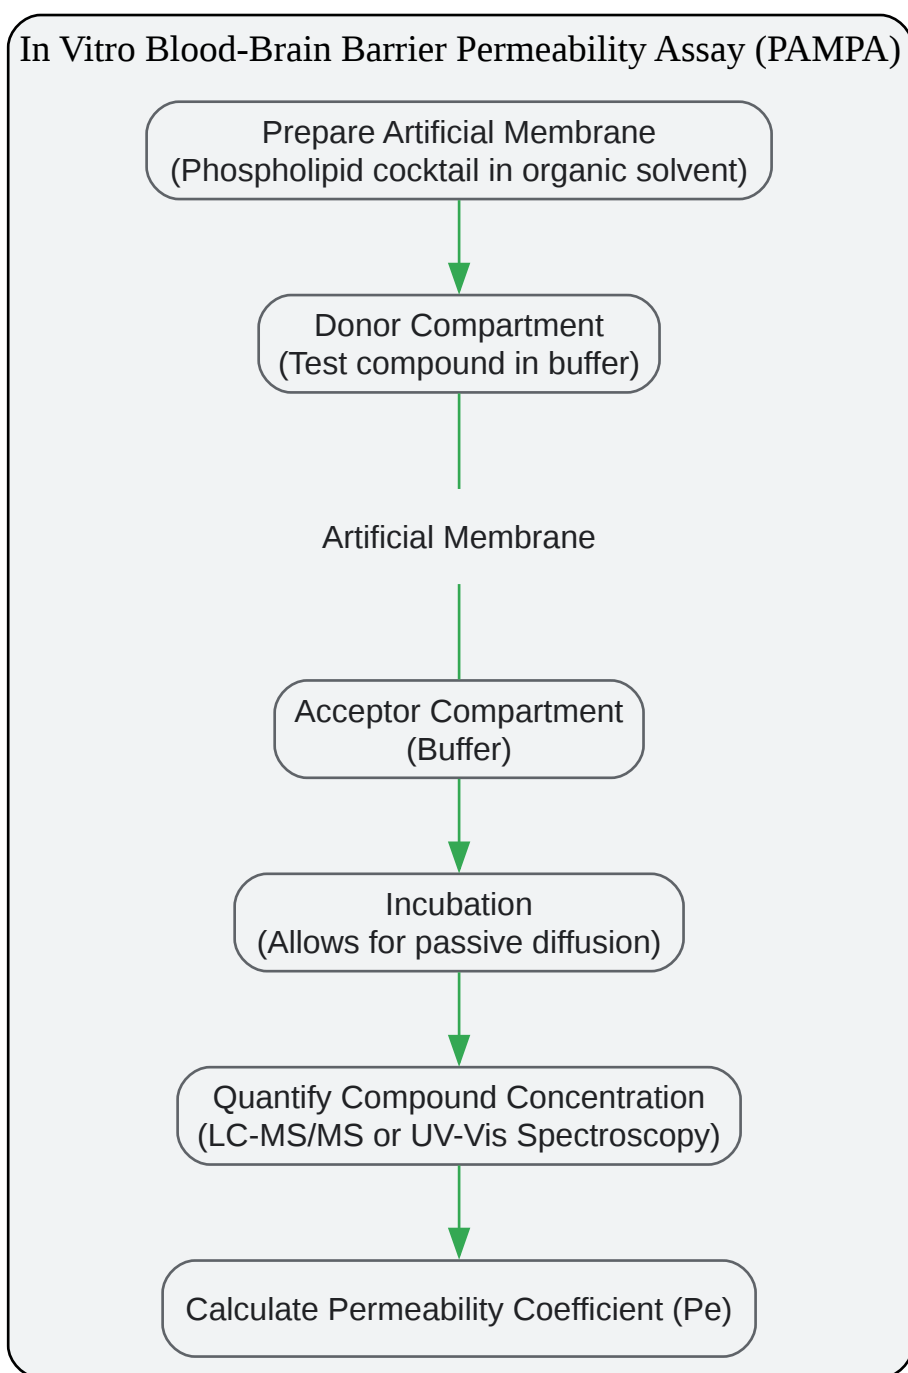 In Vitro Blood-Brain Barrier Permeability Assay (PAMPA)
Prepare Artificial Membrane
(Phospholipid cocktail in organic solvent)
Donor Compartment
(Test compound in buffer)
Artificial Membrane
Acceptor Compartment
(Buffer)
Incubation
(Allows for passive diffusion)
Quantify Compound Concentration
(LC-MS/MS or UV-Vis Spectroscopy)
Calculate Permeability Coefficient (Pe)